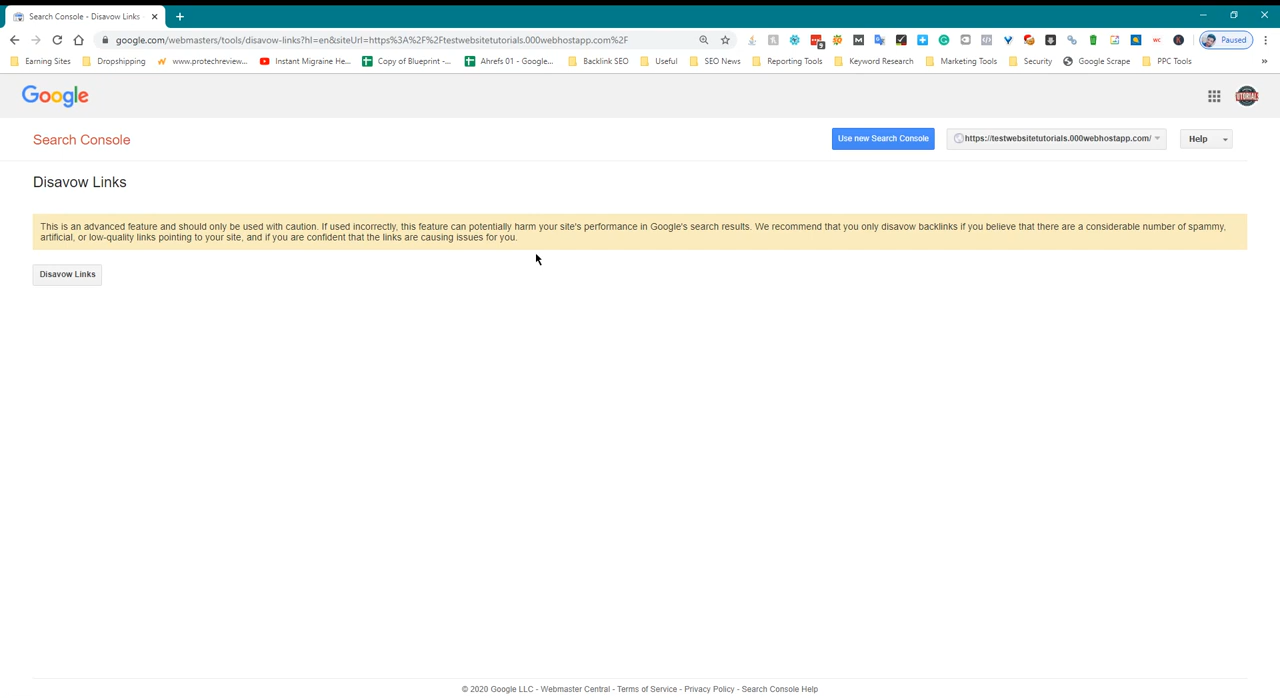 Search Console - Disavow Links
google.com/webmasters/tools/disavow-links?hl=en&siteUrl=https%3A%2F%2Ftestwebsitetutorials.000webhostapp.com%2F
Paused
Earning Sites Dropshipping www.protechreview... Instant Migraine He... Copy of Blueprint -... Ahrefs 01 - Google... Backlink SEO Useful SEO News Reporting Tools Keyword Research Marketing Tools Security Google Scrape PPC Tools »
Google
Search Console
Use new Search Console
https://testwebsitetutorials.000webhostapp.com/
Help
Disavow Links
This is an advanced feature and should only be used with caution. If used incorrectly, this feature can potentially harm your site's performance in Google's search results. We recommend that you only disavow backlinks if you believe that there are a considerable number of spammy,
artificial, or low-quality links pointing to your site, and if you are confident that the links are causing issues for you.
Disavow Links
© 2020 Google LLC - Webmaster Central - Terms of Service - Privacy Policy - Search Console Help